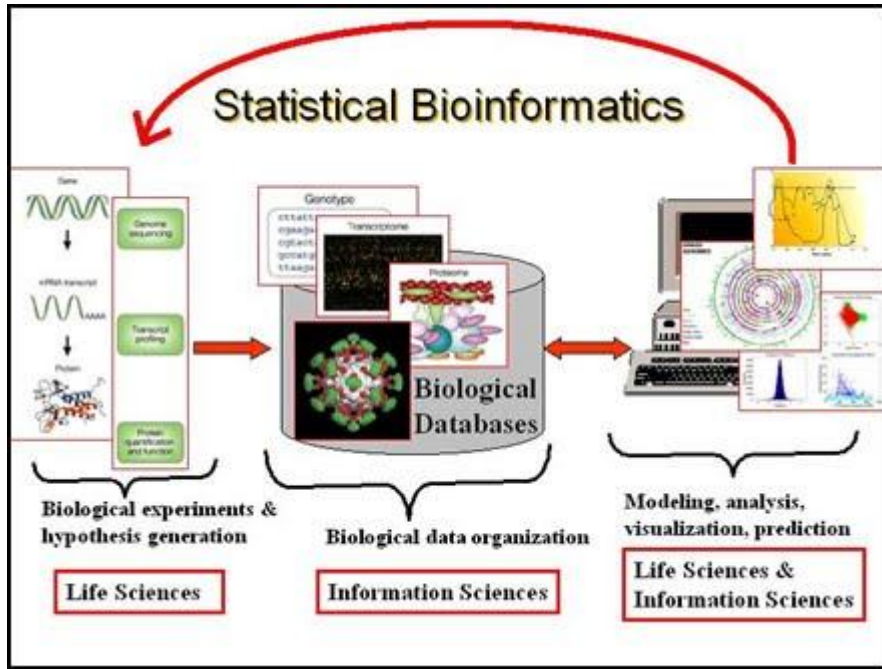 Statistical Bioinformatics
Gene
mRNA transcript
AAAA
Protein
Genome
sequencing
Transcript
profiling
Protein
quantification
and function
Genotype
Transcriptome
Proteome
Biological
Databases
Biological experiments &
hypothesis generation
Life Sciences
Biological data organization
Information Sciences
Modeling, analysis,
visualization, prediction
Life Sciences &
Information Sciences